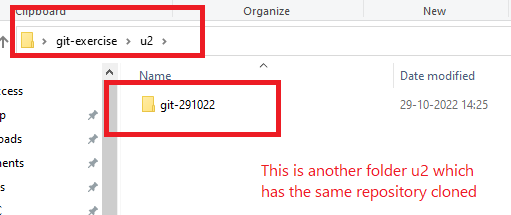 Clipboard
Organize
New
git-exercise
u2
Name
Date modified
git-291022
29-10-2022 14:25
This is another folder u2 which
has the same repository cloned